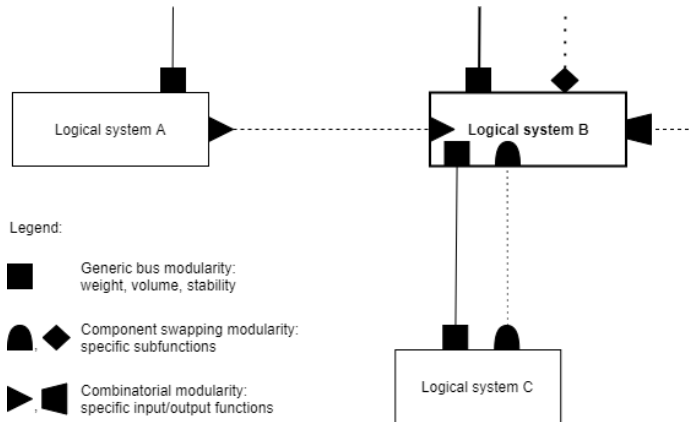 Logical system A
Logical system B
Legend:
Generic bus modularity:
weight, volume, stability
Component swapping modularity:
specific subfunctions
Logical system C
Combinatorial modularity:
specific input/output functions